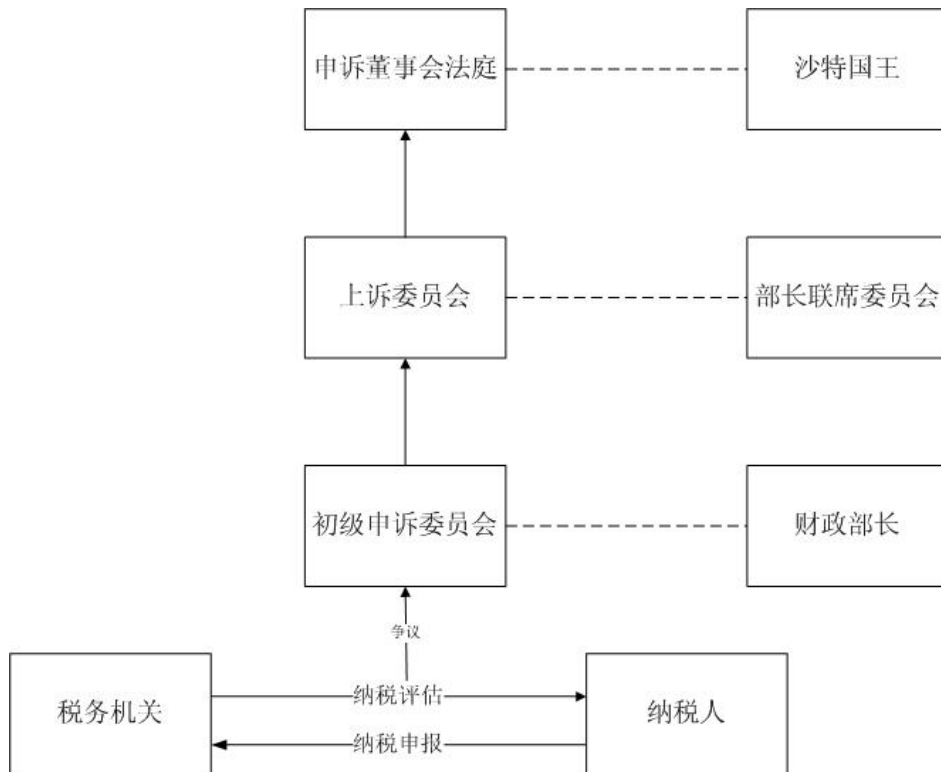 申诉董事会法庭
沙特国王
上诉委员会
部长联席委员会
初级申诉委员会
财政部长
争议
税务机关
纳税评估
纳税人
纳税申报